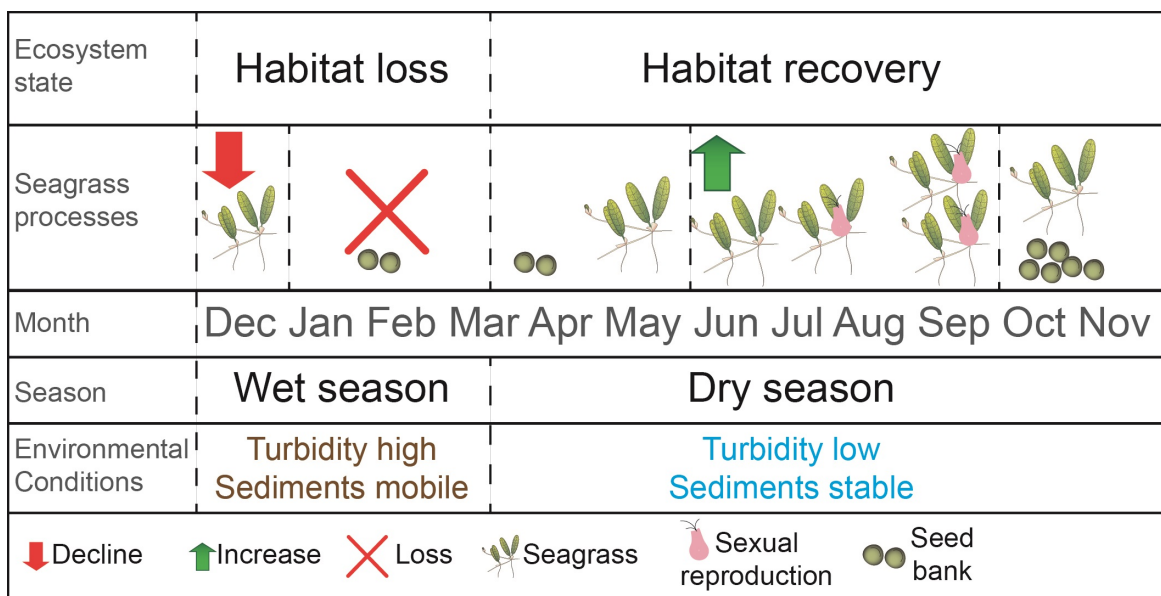 Ecosystem
state
Habitat loss
Habitat recovery
Seagrass
processes
Month
Dec Jan Feb Mar Apr May Jun Jul Aug Sep Oct Nov
Season
Wet season
Dry season
Environmental
Conditions
Turbidity high
Sediments mobile
Turbidity low
Sediments stable
Decline
Increase
Loss
Seagrass
Sexual
reproduction
Seed
bank